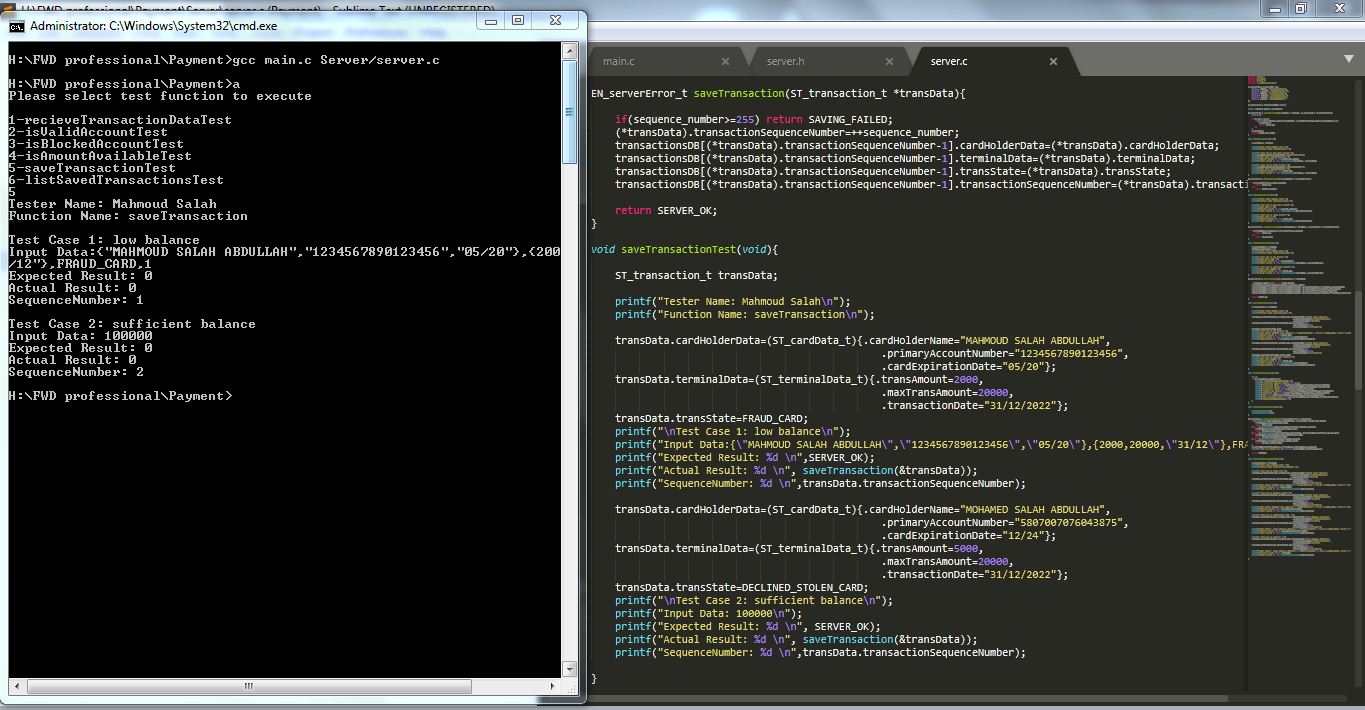 Administrator: C:\Windows\System32\cmd.exe
H:\FWD professional\Payment>gcc main.c Server/server.c
H:\FWD professional\Payment>a
Please select test function to execute
1-recieveTransactionDataTest
2-isValidAccountTest
3-isBlockedAccountTest
4-isAmountAvailableTest
5-saveTransactionTest
6-listSavedTransactionsTest
5
Tester Name: Mahmoud Salah
Function Name: saveTransaction
Test Case 1: low balance
Input Data:{"MAHMOUD SALAH ABDULLAH","1234567890123456","05/20"},{200
/12"},FRAUD_CARD,1
Expected Result: 0
Actual Result: 0
SequenceNumber: 1
Test Case 2: sufficient balance
Input Data: 100000
Expected Result: 0
Actual Result: 0
SequenceNumber: 2
H:\FWD professional\Payment>
main.c
server.h
server.c
EN_serverError_t saveTransaction(ST_transaction_t *transData){
if(sequence_number>=255) return SAVING_FAILED;
(*transData).transactionSequenceNumber=++sequence_number;
transactionsDB[(*transData).transactionSequenceNumber-1].cardHolderData=(*transData).cardHolderData;
transactionsDB[(*transData).transactionSequenceNumber-1].terminalData=(*transData).terminalData;
transactionsDB[(*transData).transactionSequenceNumber-1].transState=(*transData).transState;
transactionsDB[(*transData).transactionSequenceNumber-1].transactionSequenceNumber=(*transData).transacti
return SERVER_OK;
}
void saveTransactionTest(void){
ST_transaction_t transData;
printf("Tester Name: Mahmoud Salah\n");
printf("Function Name: saveTransaction\n");
transData.cardHolderData=(ST_cardData_t){.cardHolderName="MAHMOUD SALAH ABDULLAH",
.primaryAccountNumber="1234567890123456",
.cardExpirationDate="05/20"};
transData.terminalData=(ST_terminalData_t){.transAmount=2000,
.maxTransAmount=20000,
.transactionDate="31/12/2022"};
transData.transState=FRAUD_CARD;
printf("\nTest Case 1: low balance\n");
printf("Input Data:{\"MAHMOUD SALAH ABDULLAH\",\"1234567890123456\",\"05/20\"},{2000,20000,\"31/12\"},FRA
printf("Expected Result: %d \n",SERVER_OK);
printf("Actual Result: %d \n", saveTransaction(&transData));
printf("SequenceNumber: %d \n",transData.transactionSequenceNumber);
transData.cardHolderData=(ST_cardData_t){.cardHolderName="MOHAMED SALAH ABDULLAH",
.primaryAccountNumber="5807007076043875",
.cardExpirationDate="12/24"};
transData.terminalData=(ST_terminalData_t){.transAmount=5000,
.maxTransAmount=20000,
.transactionDate="31/12/2022"};
transData.transState=DECLINED_STOLEN_CARD;
printf("\nTest Case 2: sufficient balance\n");
printf("Input Data: 100000\n");
printf("Expected Result: %d \n", SERVER_OK);
printf("Actual Result: %d \n", saveTransaction(&transData));
printf("SequenceNumber: %d \n",transData.transactionSequenceNumber);
}